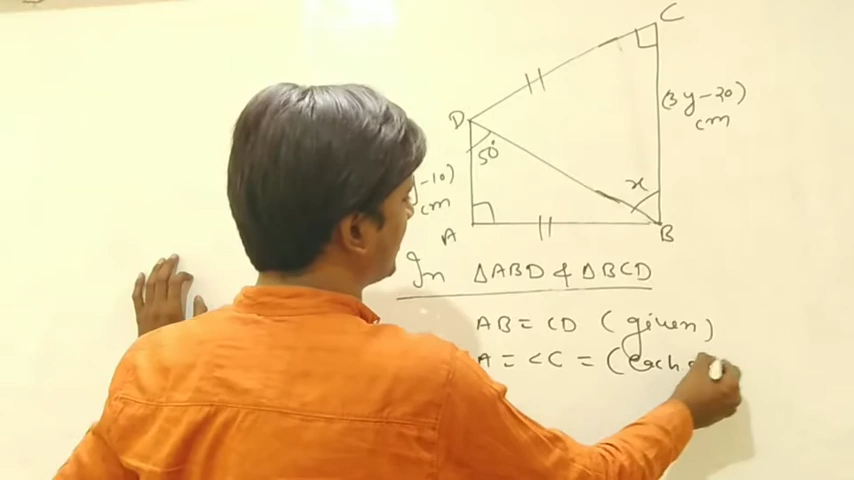 C
(3y-20)
cm
D
50°
-10)
cm
x
A
B
In ΔABD & ΔBCD
AB = CD (given)
A = <C = (each